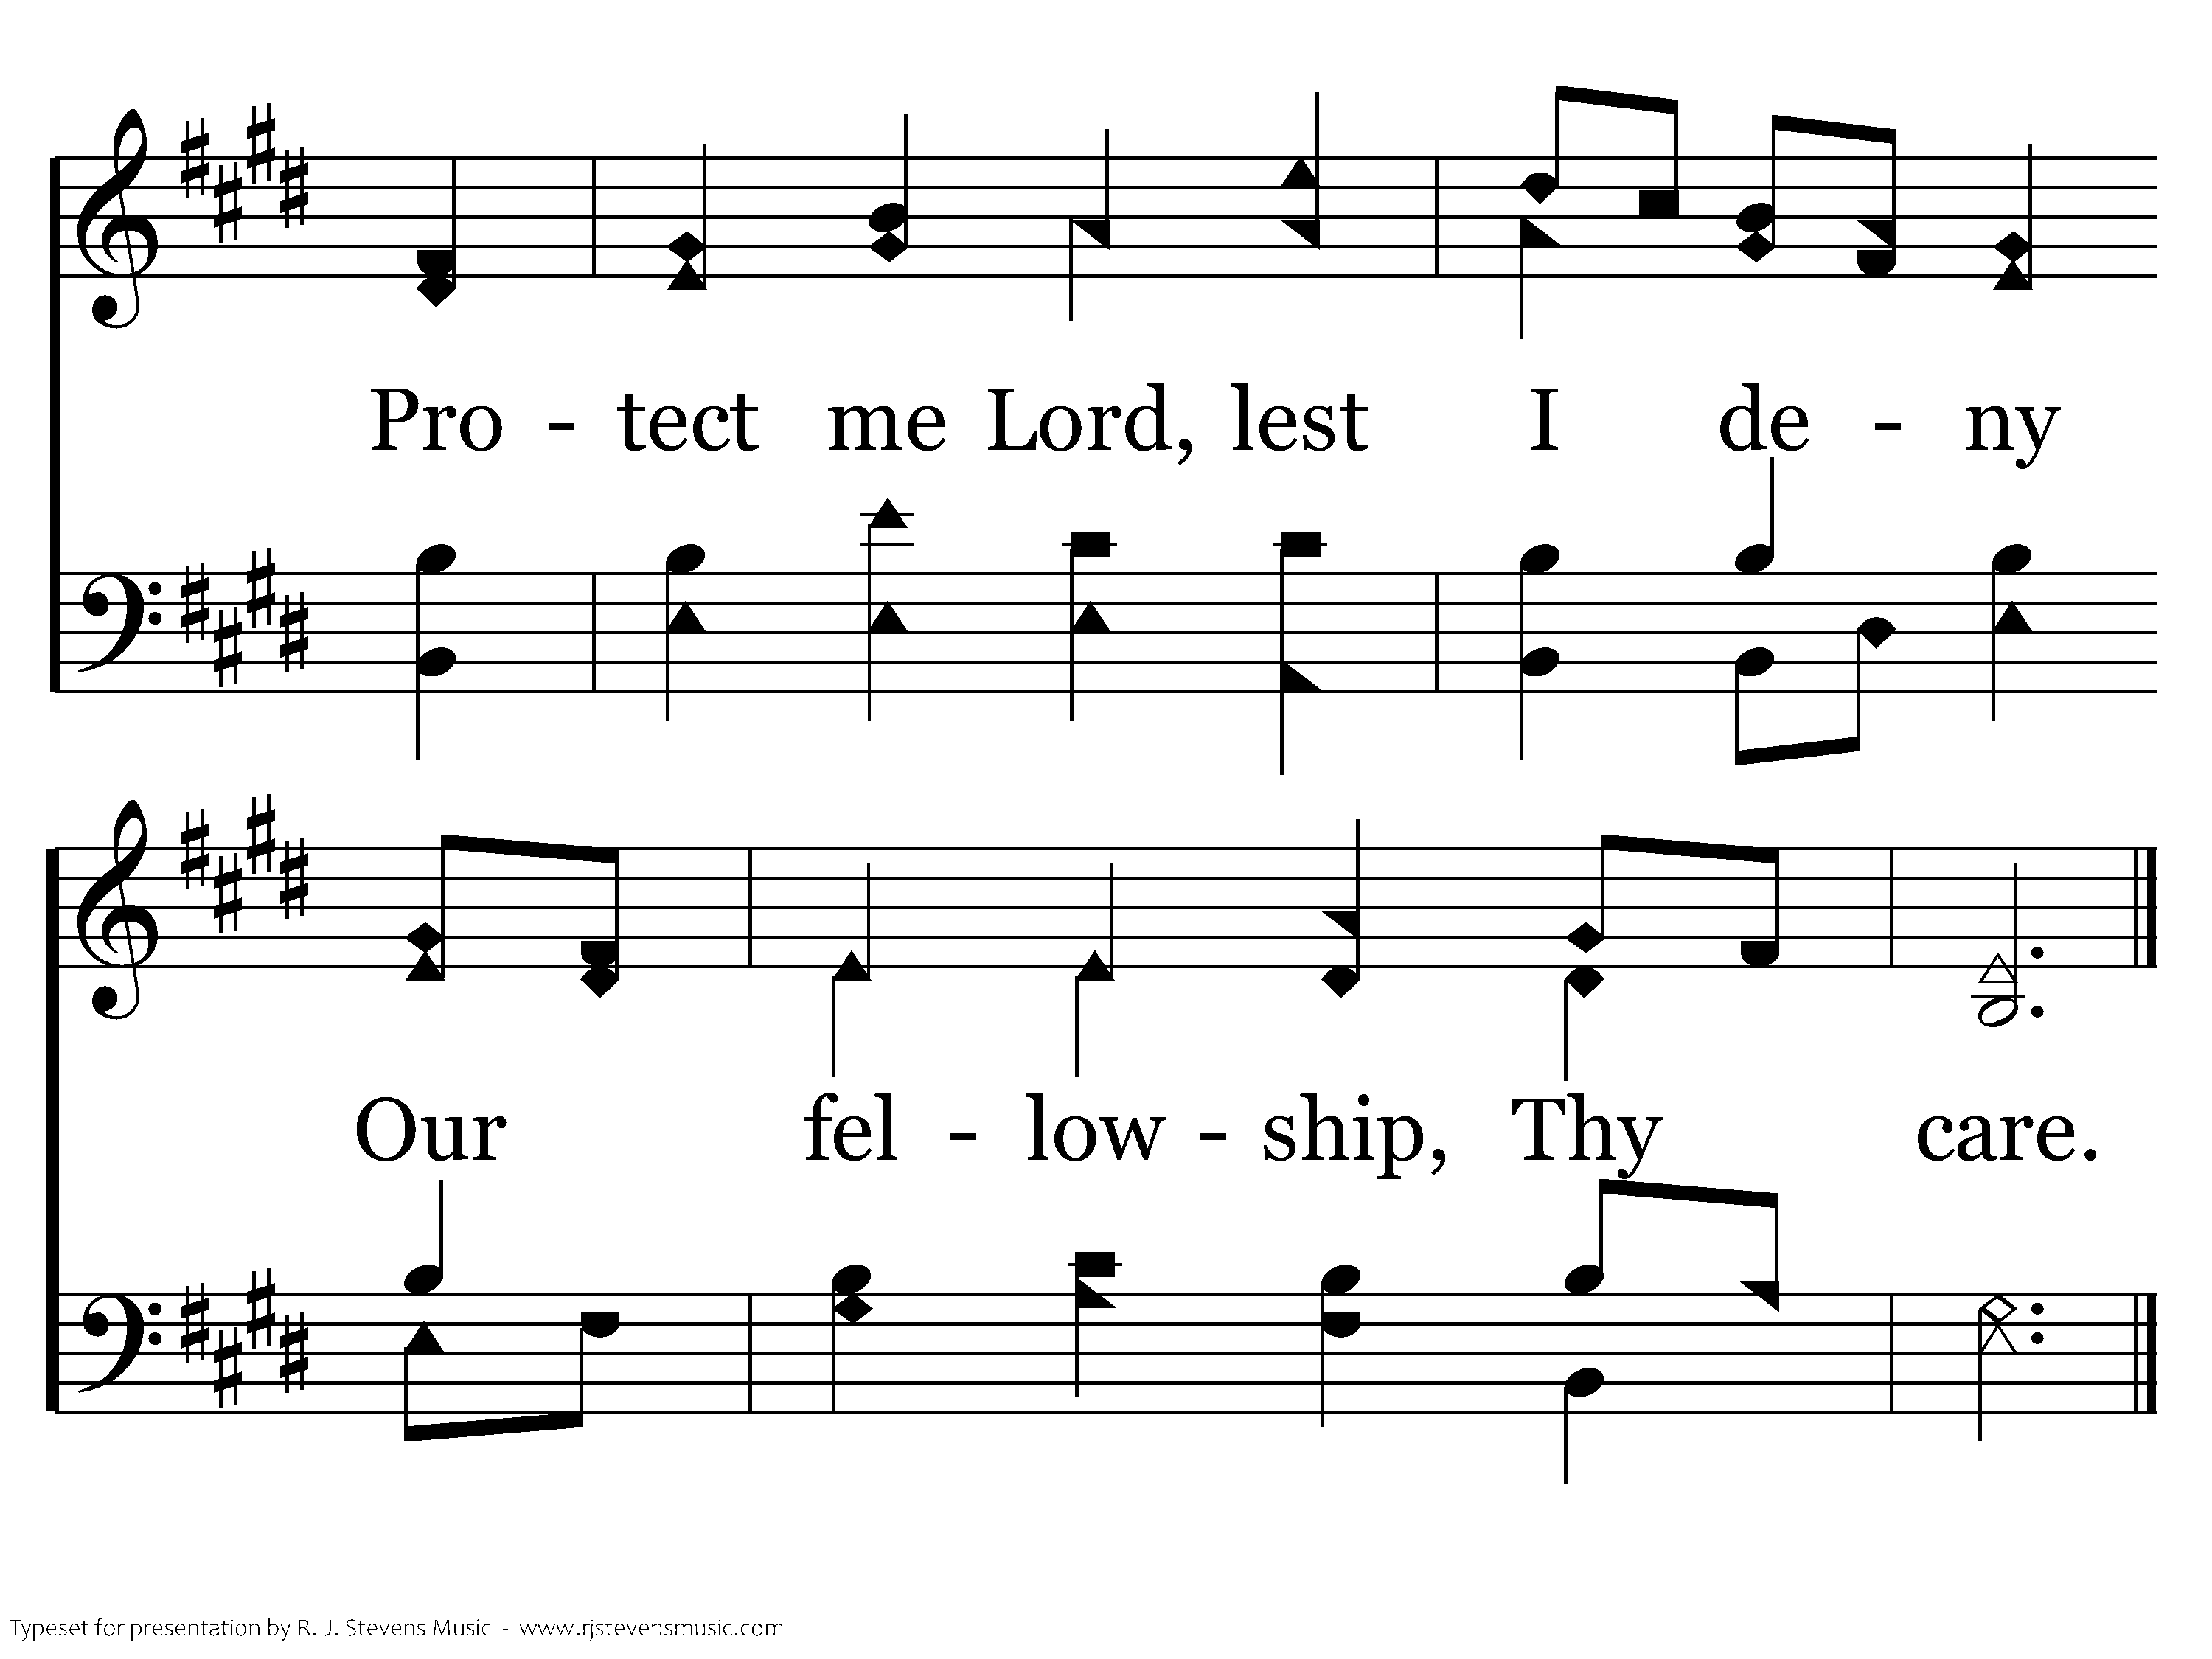 Pro - tect me Lord, lest I de - ny
Our fel - low - ship, Thy care.
Typeset for presentation by R. J. Stevens Music - www.rjstevensmusic.com